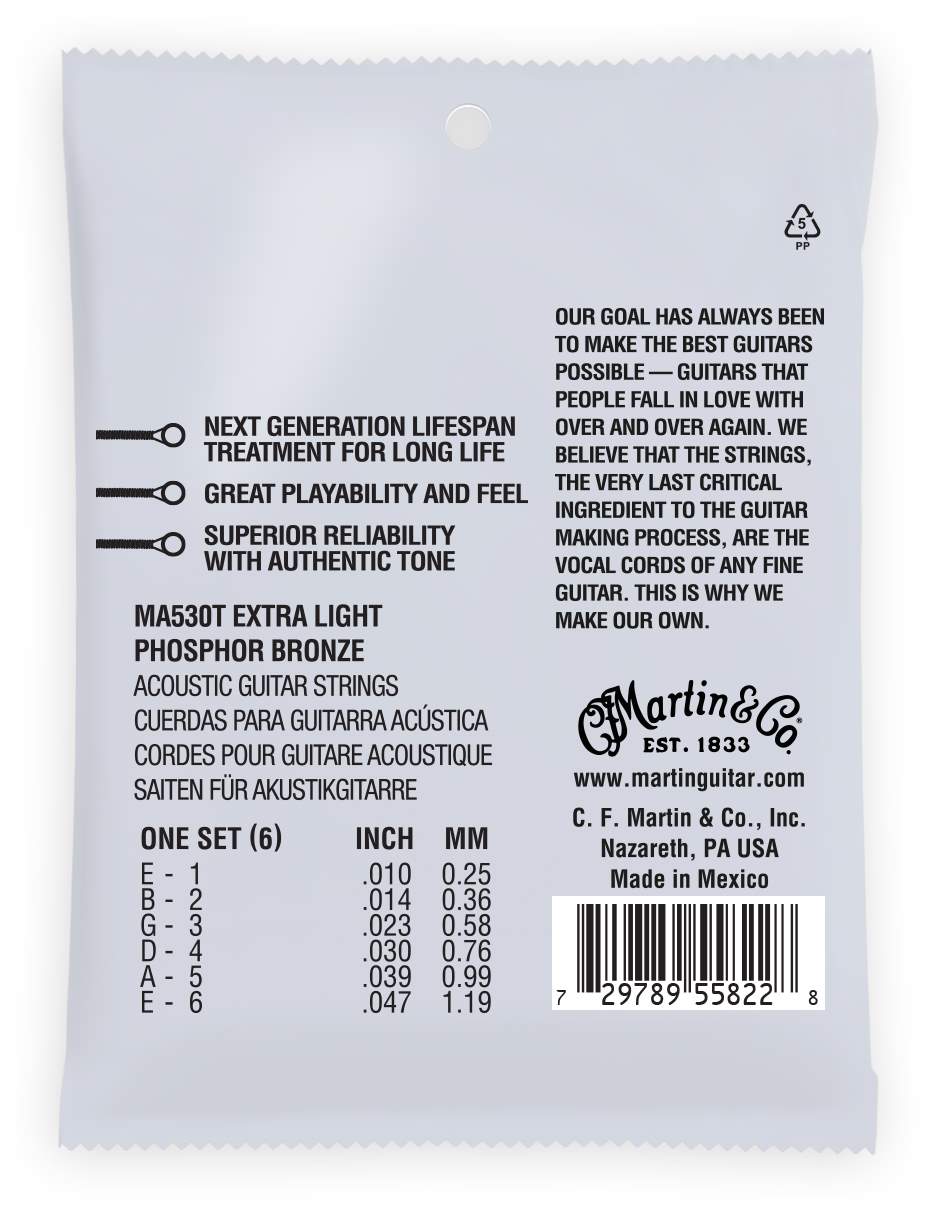 5
PP
OUR GOAL HAS ALWAYS BEEN
TO MAKE THE BEST GUITARS
POSSIBLE — GUITARS THAT
PEOPLE FALL IN LOVE WITH
OVER AND OVER AGAIN. WE
BELIEVE THAT THE STRINGS,
THE VERY LAST CRITICAL
INGREDIENT TO THE GUITAR
MAKING PROCESS, ARE THE
VOCAL CORDS OF ANY FINE
GUITAR. THIS IS WHY WE
MAKE OUR OWN.
NEXT GENERATION LIFESPAN
TREATMENT FOR LONG LIFE
GREAT PLAYABILITY AND FEEL
SUPERIOR RELIABILITY
WITH AUTHENTIC TONE
MA530T EXTRA LIGHT
PHOSPHOR BRONZE
ACOUSTIC GUITAR STRINGS
CUERDAS PARA GUITARRA ACÚSTICA
CORDES POUR GUITARE ACOUSTIQUE
SAITEN FÜR AKUSTIKGITARRE
ONE SET (6) INCH MM
E - 1 .010 0.25
B - 2 .014 0.36
G - 3 .023 0.58
D - 4 .030 0.76
A - 5 .039 0.99
E - 6 .047 1.19
CF Martin & Co.®
EST. 1833
www.martinguitar.com
C. F. Martin & Co., Inc.
Nazareth, PA USA
Made in Mexico
7 29789 55822 8